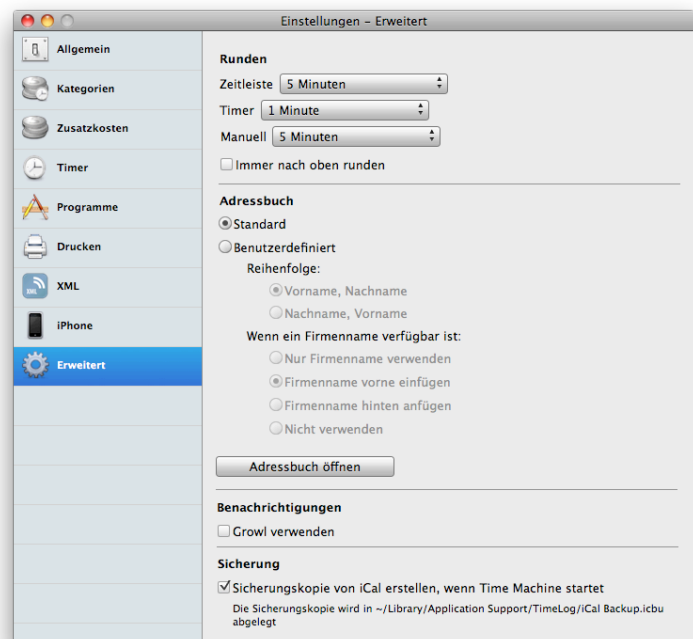 Einstellungen – Erweitert
Allgemein
Kategorien
Zusatzkosten
Timer
Programme
Drucken
XML
XML
iPhone
Erweitert
Runden
Zeitleiste 5 Minuten
Timer 1 Minute
Manuell 5 Minuten
Immer nach oben runden
Adressbuch
Standard
Benutzerdefiniert
Reihenfolge:
Vorname, Nachname
Nachname, Vorname
Wenn ein Firmenname verfügbar ist:
Nur Firmenname verwenden
Firmenname vorne einfügen
Firmenname hinten anfügen
Nicht verwenden
Adressbuch öffnen
Benachrichtigungen
Growl verwenden
Sicherung
Sicherungskopie von iCal erstellen, wenn Time Machine startet
Die Sicherungskopie wird in ~/Library/Application Support/TimeLog/iCal Backup.icbu
abgelegt